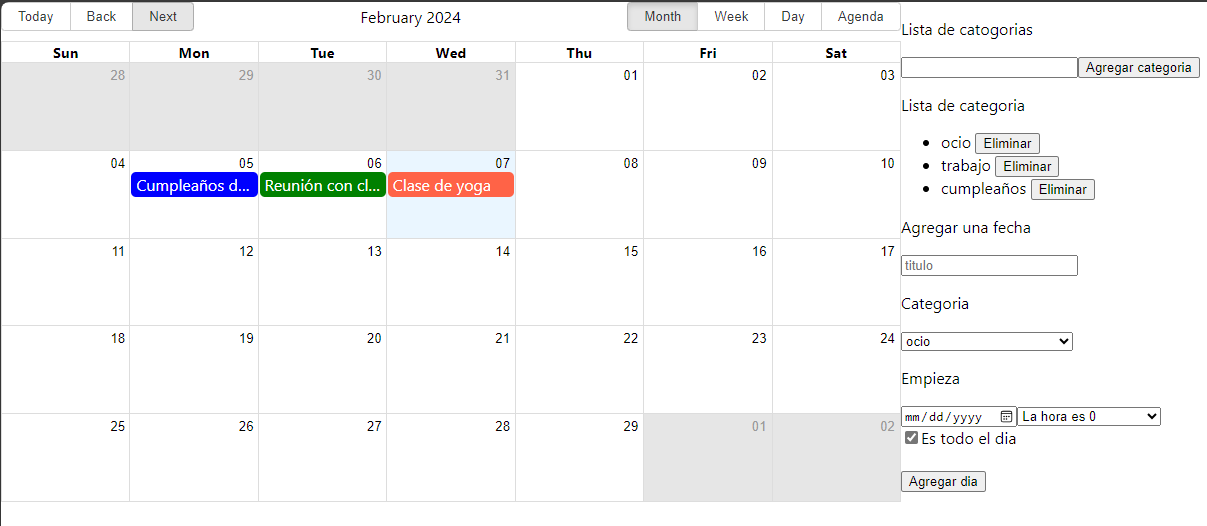 Today Back Next February 2024 Month Week Day Agenda
Sun Mon Tue Wed Thu Fri Sat
28 29 30 31 01 02 03
04 05 06 07 08 09 10
Cumpleaños d... Reunión con cl... Clase de yoga
11 12 13 14 15 16 17
18 19 20 21 22 23 24
25 26 27 28 29 01 02
Lista de catogorias
Agregar categoria
Lista de categoria
ocio Eliminar
trabajo Eliminar
cumpleaños Eliminar
Agregar una fecha
titulo
Categoria
ocio
Empieza
mm/dd/yyyy La hora es 0
Es todo el dia
Agregar dia